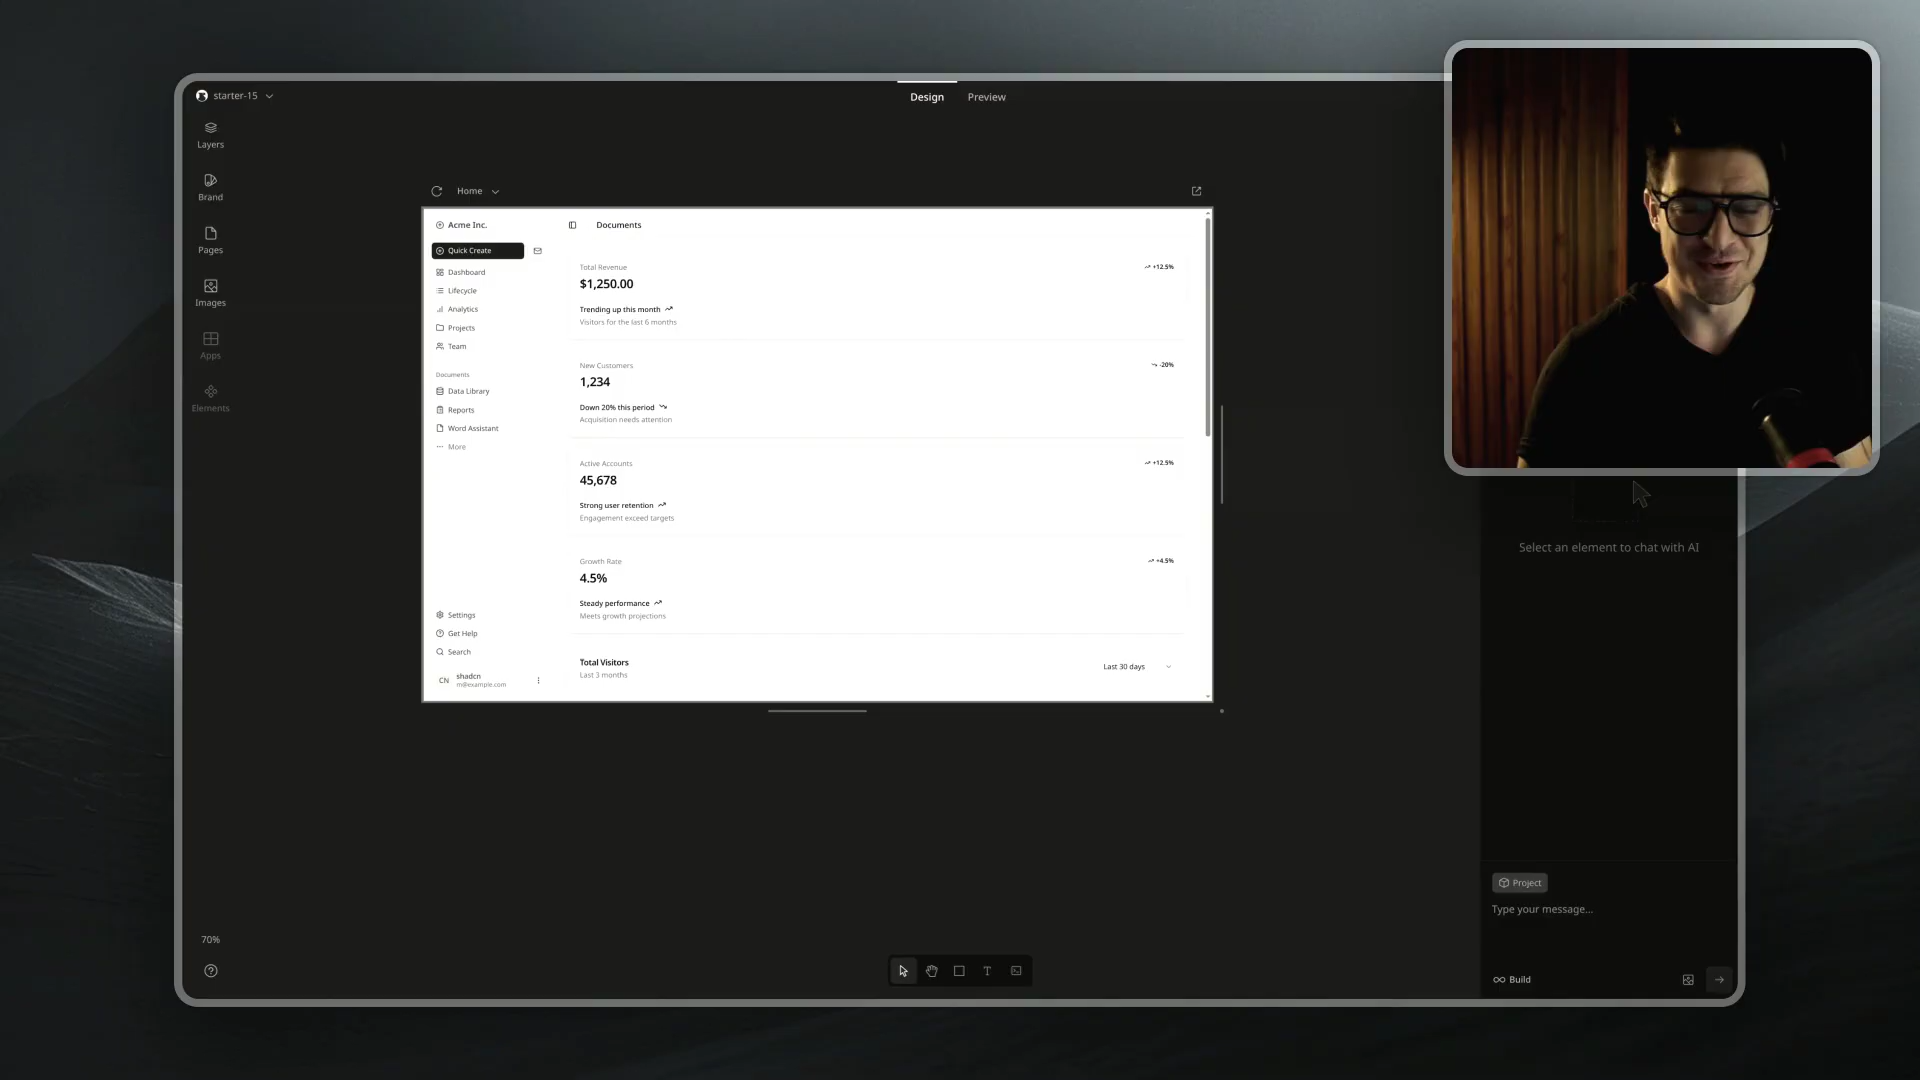 starter-15
Design
Preview
Layers
Brand
Pages
Images
Apps
Elements
Home
Acme Inc.
Documents
Quick Create
Dashboard
Lifecycle
Analytics
Projects
Team
Documents
Data Library
Reports
Word Assistant
More
Settings
Get Help
Search
CN
shadcn
m@example.com
Total Revenue
+12.5%
$1,250.00
Trending up this month
Visitors for the last 6 months
New Customers
-20%
1,234
Down 20% this period
Acquisition needs attention
Active Accounts
+12.5%
45,678
Strong user retention
Engagement exceed targets
Growth Rate
+4.5%
4.5%
Steady performance
Meets growth projections
Total Visitors
Last 3 months
Last 30 days
Select an element to chat with AI
Project
Type your message...
Build
70%